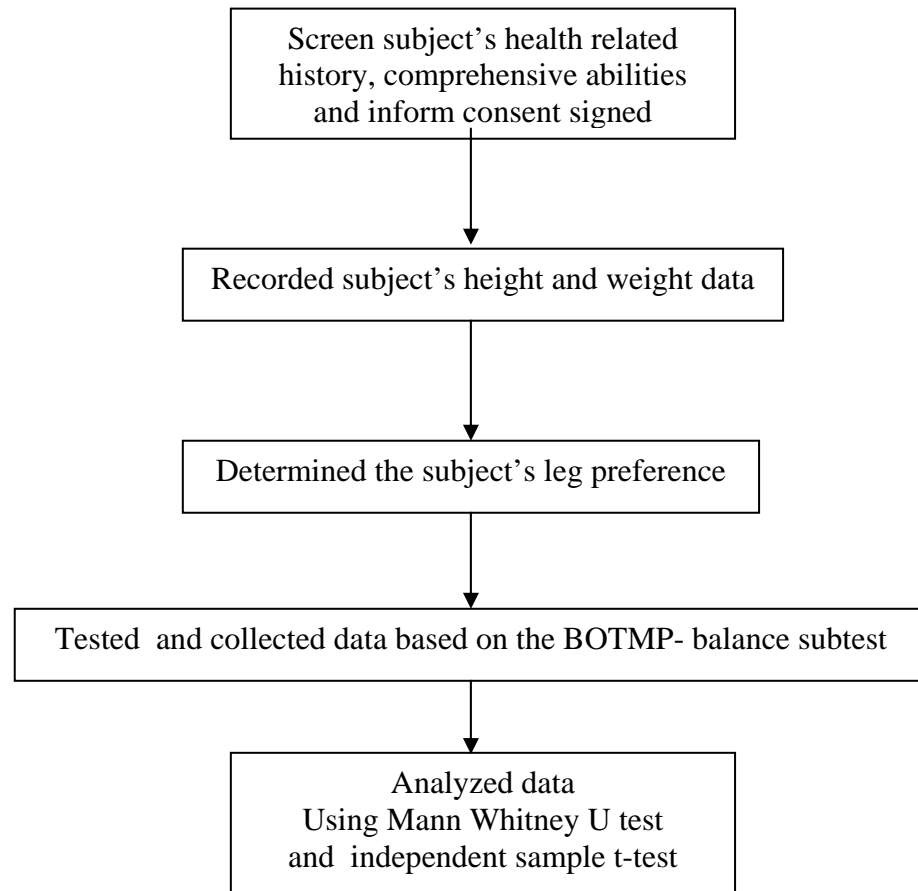 Screen subject’s health related
history, comprehensive abilities
and inform consent signed
Recorded subject’s height and weight data
Determined the subject’s leg preference
Tested  and collected data based on the BOTMP- balance subtest
Analyzed data
Using Mann Whitney U test
and  independent sample t-test